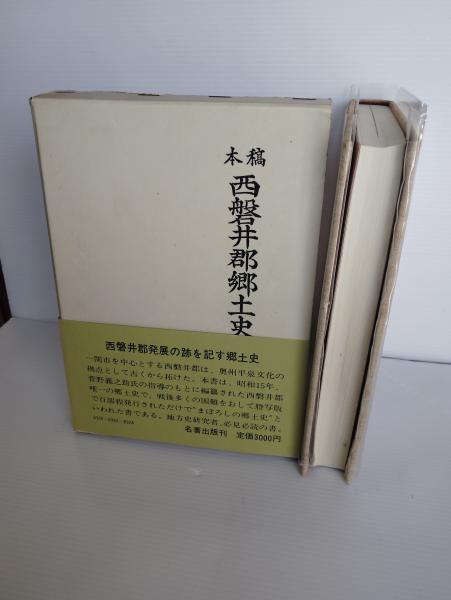 本稿
西磐井郡郷土史
西磐井郡発展の跡を記す郷土史
一関市を中心とする西磐井郡は、奥州平泉文化の
拠点として古くから拓けた。本書は、昭和15年、
菅野義之助氏の指導のもとに編纂された西磐井郡
唯一の郷土史で、戦後多くの困難をおして謄写版
で百部程発行されただけで“まぼろしの郷土史”と
いわれた書である。地方史研究者、必見必読の書。
名著出版刊 定価3000円